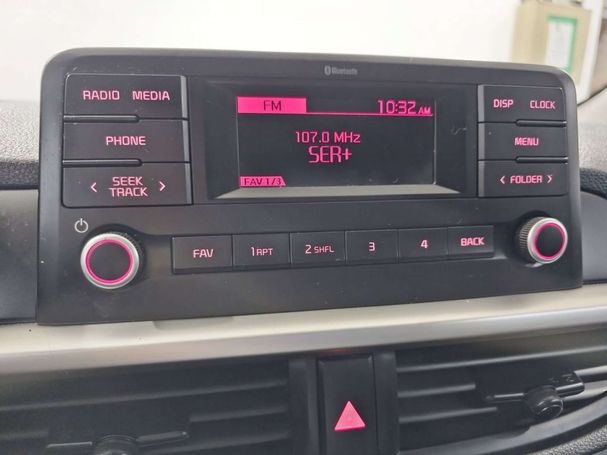 Bluetooth
RADIO MEDIA
PHONE
< SEEK TRACK >
FM 10:32 AM
107.0 MHz
SER+
FAV 1/3
DISP CLOCK
MENU
< FOLDER >
FAV 1 RPT 2 SHFL 3 4 BACK